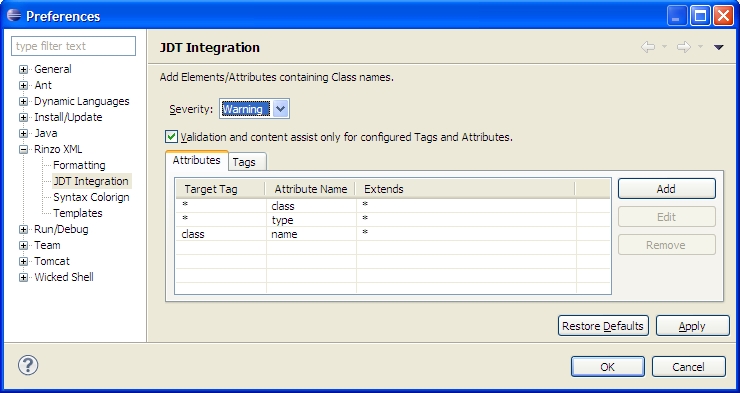 Preferences
type filter text
General
Ant
Dynamic Languages
Install/Update
Java
Rinzo XML
Formatting
JDT Integration
Syntax Colorign
Templates
Run/Debug
Team
Tomcat
Wicked Shell
JDT Integration
Add Elements/Attributes containing Class names.
Severity: Warning
Validation and content assist only for configured Tags and Attributes.
Attributes Tags
Target Tag Attribute Name Extends
* class *
* type *
class name *
Add
Edit
Remove
Restore Defaults Apply
? OK Cancel